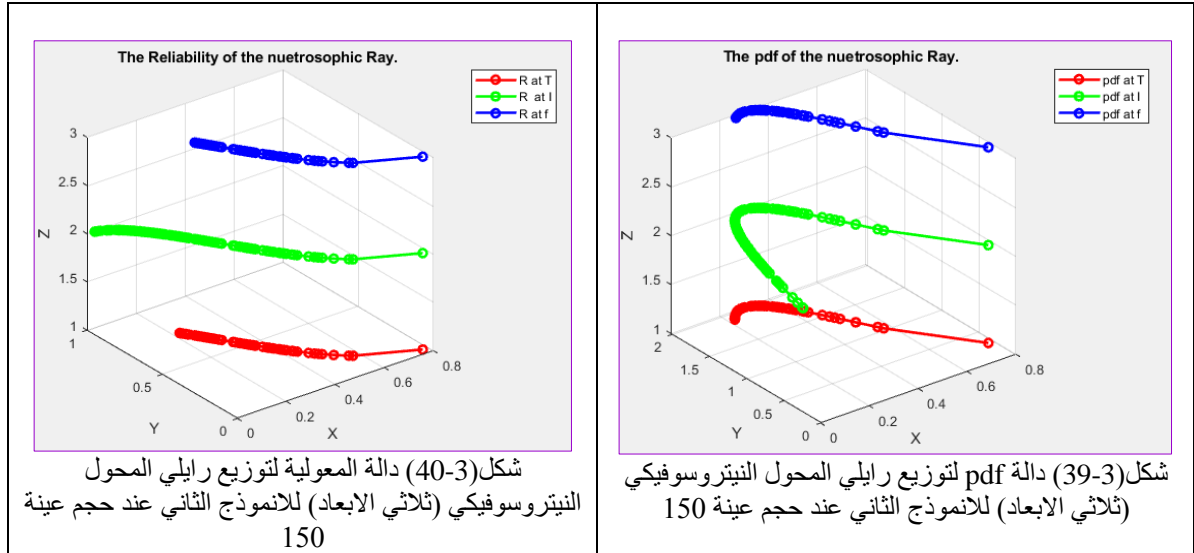 The Reliability of the nuetrosophic Ray.
R at T
R at I
R at f
3
2.5
2
1.5
1
Z
1
0.5
0
Y
0
0.2
0.4
0.6
0.8
X
شكل(3-40) دالة المعولية لتوزيع رايلي المحول
النيتروسوفيكي (ثلاثي الابعاد) للانموذج الثاني عند حجم عينة
150
The pdf of the nuetrosophic Ray.
pdf at T
pdf at I
pdf at f
3
2.5
2
1.5
1
Z
2
1.5
1
0.5
0
Y
0
0.2
0.4
0.6
0.8
X
شكل(3-39) دالة pdf لتوزيع رايلي المحول النيتروسوفيكي
(ثلاثي الابعاد) للانموذج الثاني عند حجم عينة 150